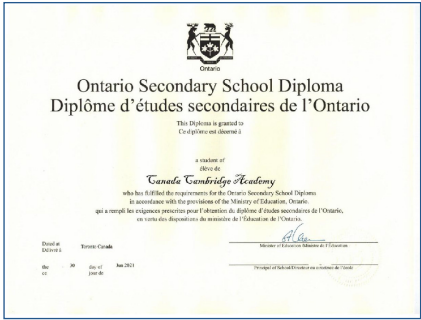 Ontario
Ontario Secondary School Diploma
Diplôme d'études secondaires de l'Ontario
This Diploma is granted to
Ce diplôme est décerné à
a student of
élève de
Canada Cambridge Academy
who has fulfilled the requirements for the Ontario Secondary School Diploma
in accordance with the provisions of the Ministry of Education, Ontario.
qui a rempli les exigences prescrites pour l'obtention du diplôme d'études secondaires de l'Ontario,
en vertu des dispositions du ministère de l'Éducation de l'Ontario.
Dated at
Délivré à
Toronto Canada
Minister of Education/Ministre de l'Éducation
the 30 day of Jun 2021
ce jour de
Principal of School/Directeur ou directrice de l'école